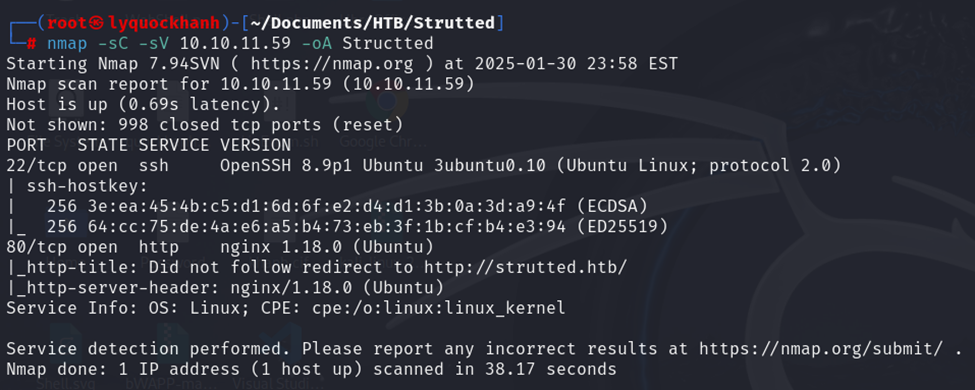 ┌──(root㉿lyquockhanh)-[~/Documents/HTB/Strutted]
└─# nmap -sC -sV 10.10.11.59 -oA Structted
Starting Nmap 7.94SVN ( https://nmap.org ) at 2025-01-30 23:58 EST
Nmap scan report for 10.10.11.59 (10.10.11.59)
Host is up (0.69s latency).
Not shown: 998 closed tcp ports (reset)
PORT   STATE SERVICE VERSION
22/tcp open  ssh     OpenSSH 8.9p1 Ubuntu 3ubuntu0.10 (Ubuntu Linux; protocol 2.0)
| ssh-hostkey:
|   256 3e:ea:45:4b:c5:d1:6d:6f:e2:d4:d1:3b:0a:3d:a9:4f (ECDSA)
|_  256 64:cc:75:de:4a:e6:a5:b4:73:eb:3f:1b:cf:b4:e3:94 (ED25519)
80/tcp open  http    nginx 1.18.0 (Ubuntu)
|_http-title: Did not follow redirect to http://strutted.htb/
|_http-server-header: nginx/1.18.0 (Ubuntu)
Service Info: OS: Linux; CPE: cpe:/o:linux:linux_kernel

Service detection performed. Please report any incorrect results at https://nmap.org/submit/ .
Nmap done: 1 IP address (1 host up) scanned in 38.17 seconds